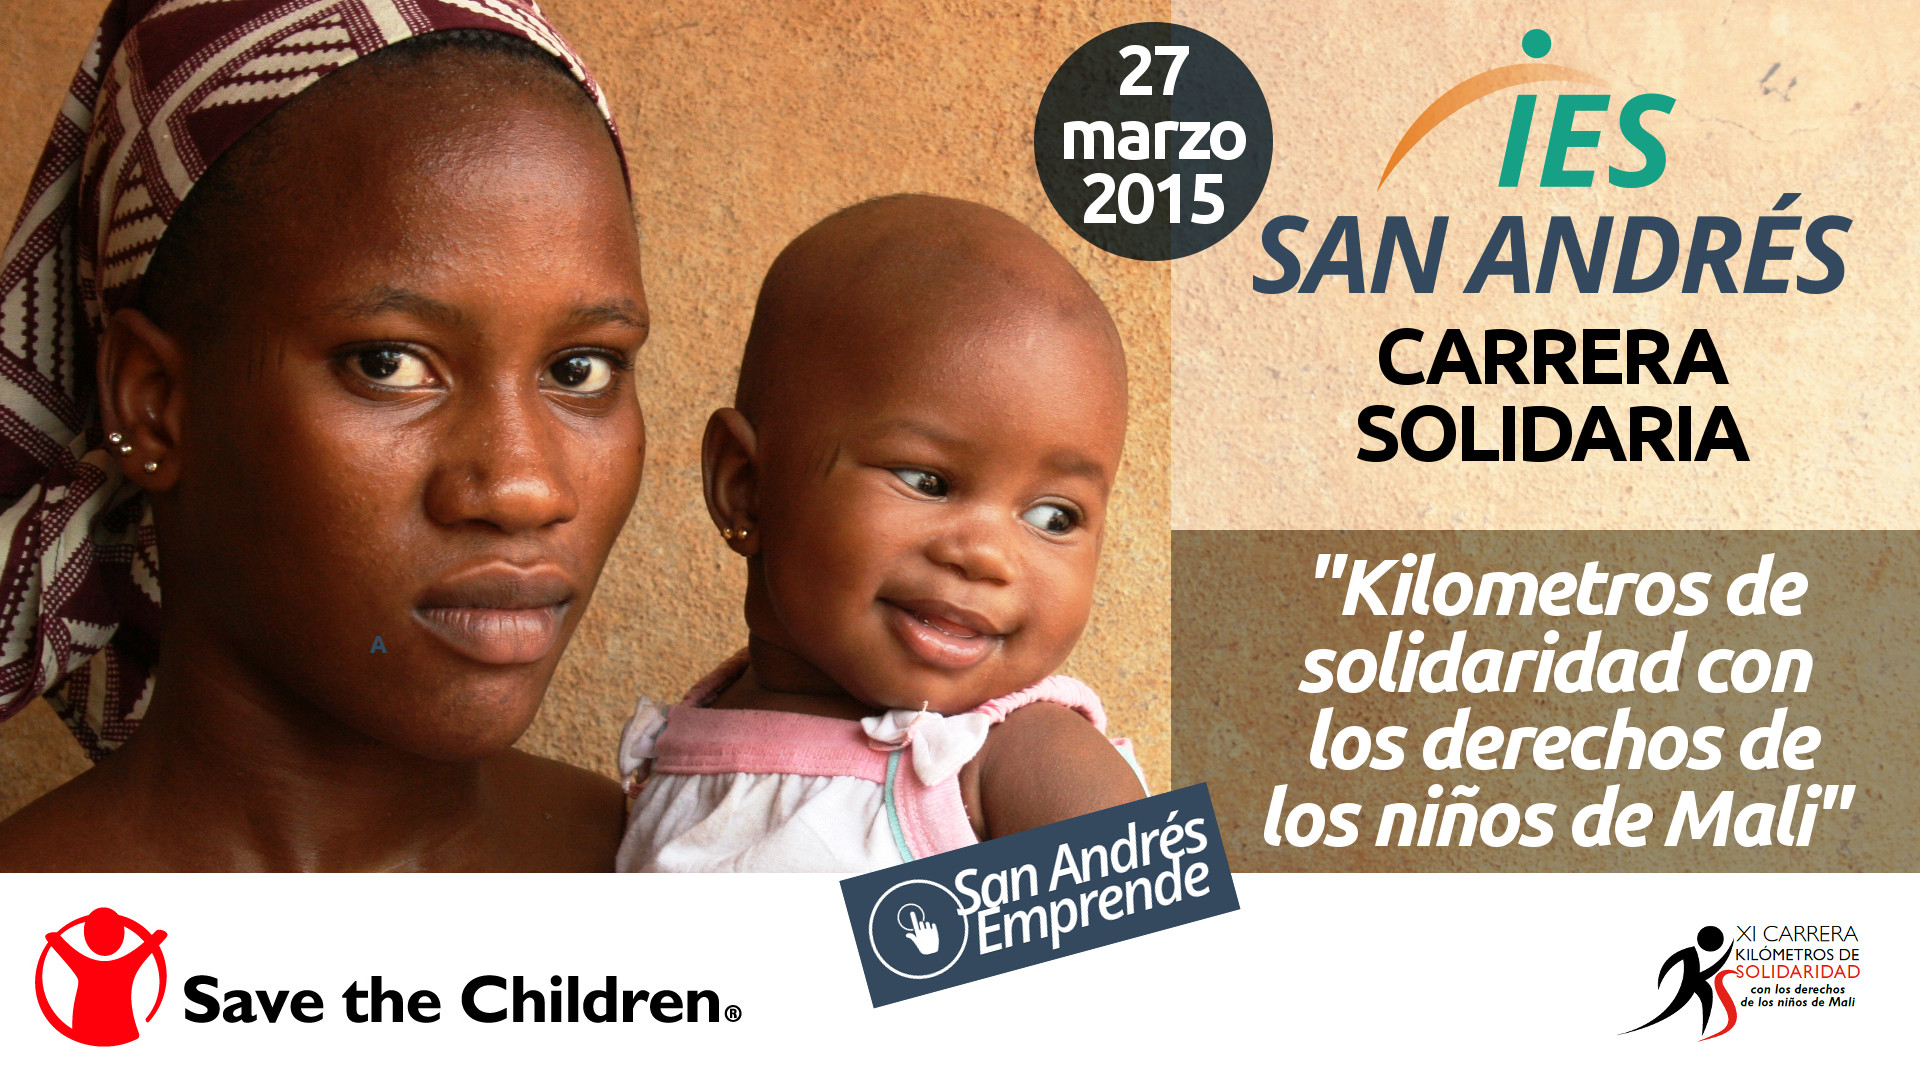 27
marzo
2015
iES
SAN ANDRÉS
CARRERA
SOLIDARIA
"Kilometros de
solidaridad con
los derechos de
los niños de Mali"
A
San Andrés
Emprende
Save the Children®
XI CARRERA
KILÓMETROS DE
SOLIDARIDAD
con los derechos
de los niños de Mali